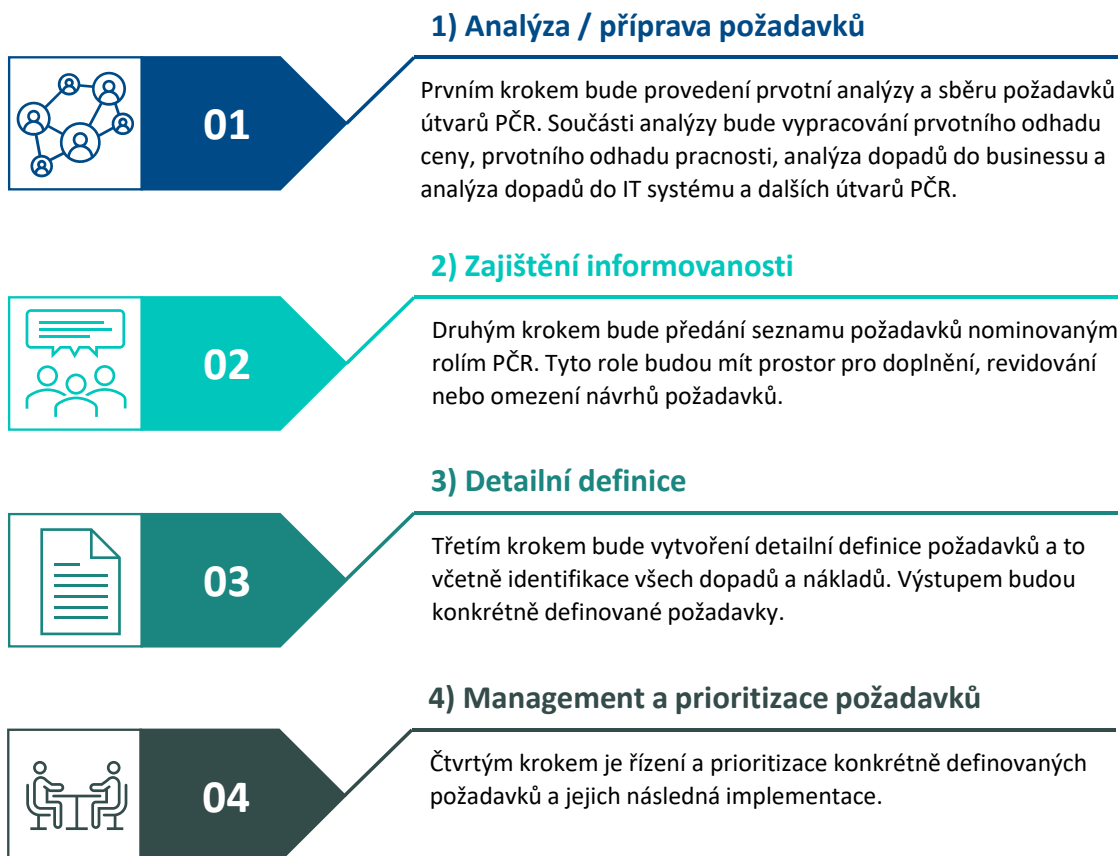 1) Analýza / příprava požadavků
01
Prvním krokem bude provedení prvotní analýzy a sběru požadavků
útvarů PČR. Součásti analýzy bude vypracování prvotního odhadu
ceny, prvotního odhadu pracnosti, analýza dopadů do businessu a
analýza dopadů do IT systému a dalších útvarů PČR.
2) Zajištění informovanosti
02
Druhým krokem bude předání seznamu požadavků nominovaným
rolím PČR. Tyto role budou mít prostor pro doplnění, revidování
nebo omezení návrhů požadavků.
3) Detailní definice
03
Třetím krokem bude vytvoření detailní definice požadavků a to
včetně identifikace všech dopadů a nákladů. Výstupem budou
konkrétně definované požadavky.
4) Management a prioritizace požadavků
04
Čtvrtým krokem je řízení a prioritizace konkrétně definovaných
požadavků a jejich následná implementace.